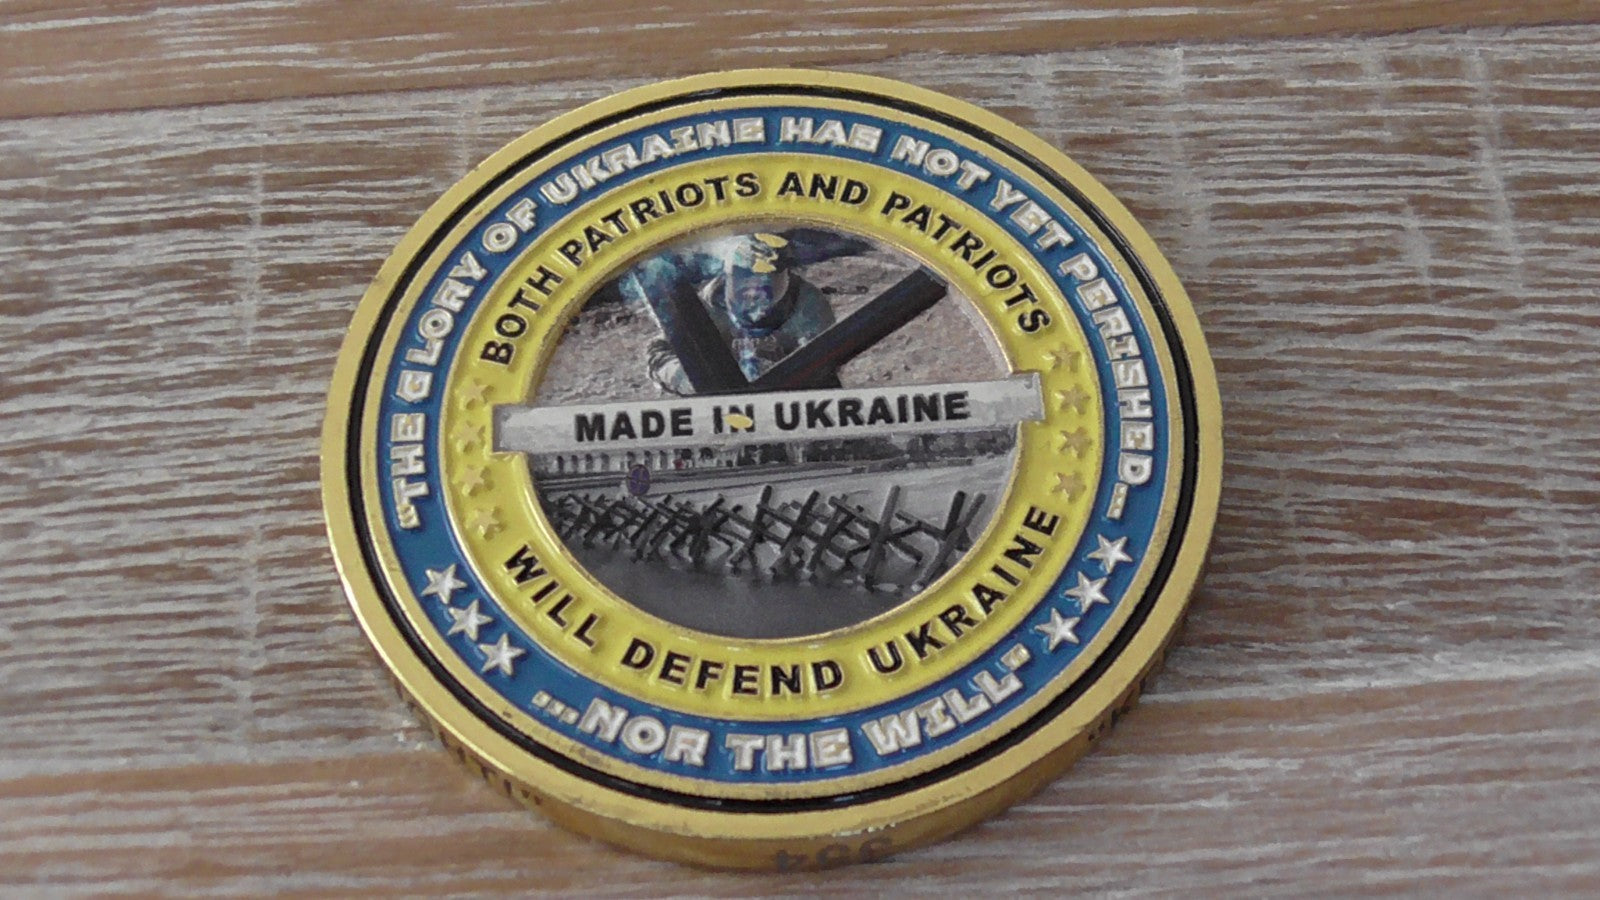 "THE GLORY OF UKRAINE HAS NOT YET PERISHED...
...NOR THE WILL"
BOTH PATRIOTS AND PATRIOTS
WILL DEFEND UKRAINE
MADE IN UKRAINE
354